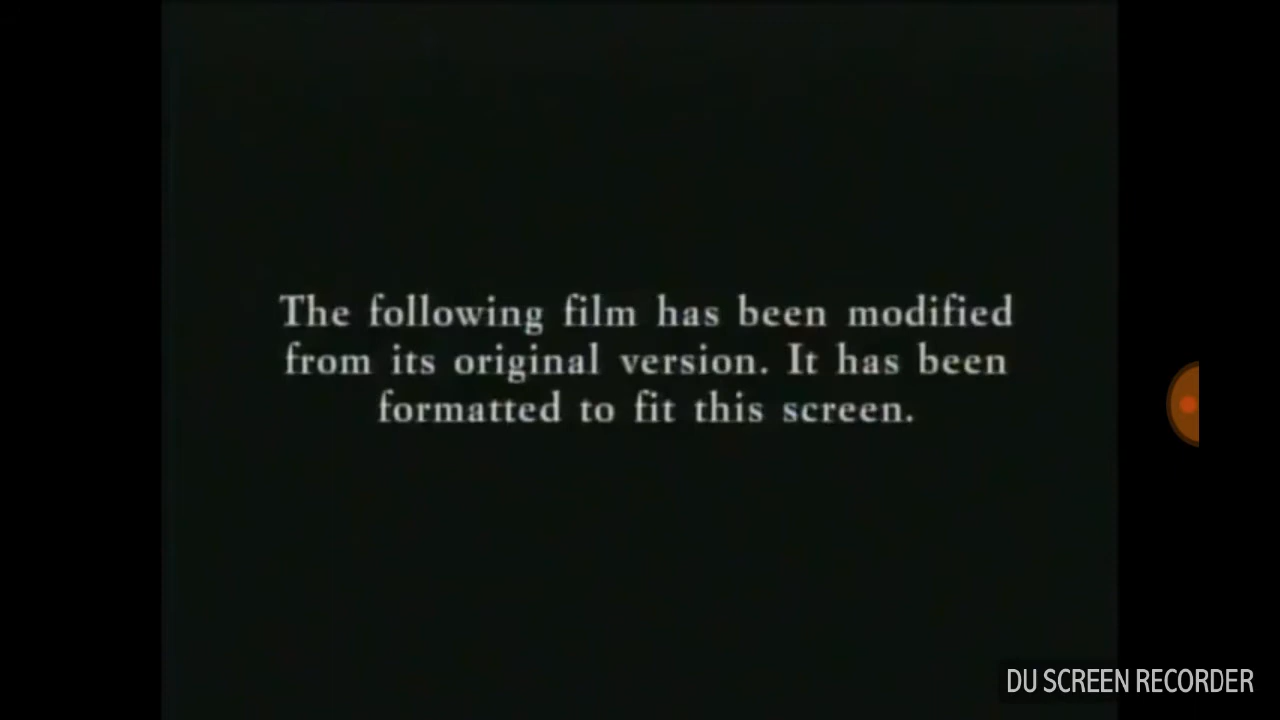 The following film has been modified
from its original version. It has been
formatted to fit this screen.
DU SCREEN RECORDER